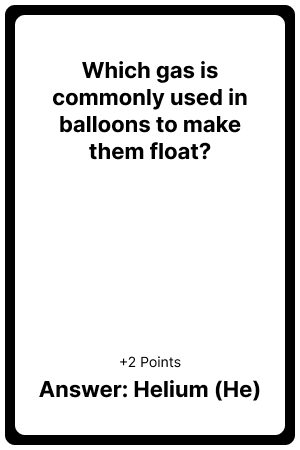 Which gas is
commonly used in
balloons to make
them float?
+2 Points
Answer: Helium (He)